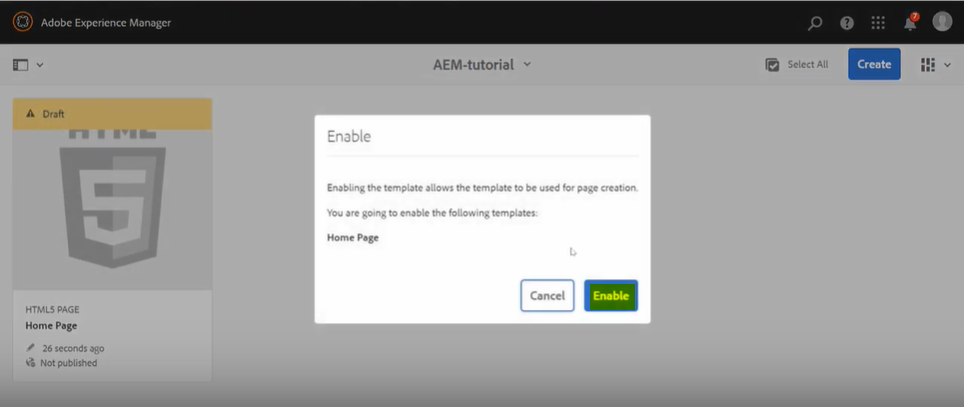 Adobe Experience Manager
7
AEM-tutorial
Select All
Create
Draft
HTML
5
HTML5 PAGE
Home Page
26 seconds ago
Not published
Enable
Enabling the template allows the template to be used for page creation.
You are going to enable the following templates:
Home Page
Cancel
Enable